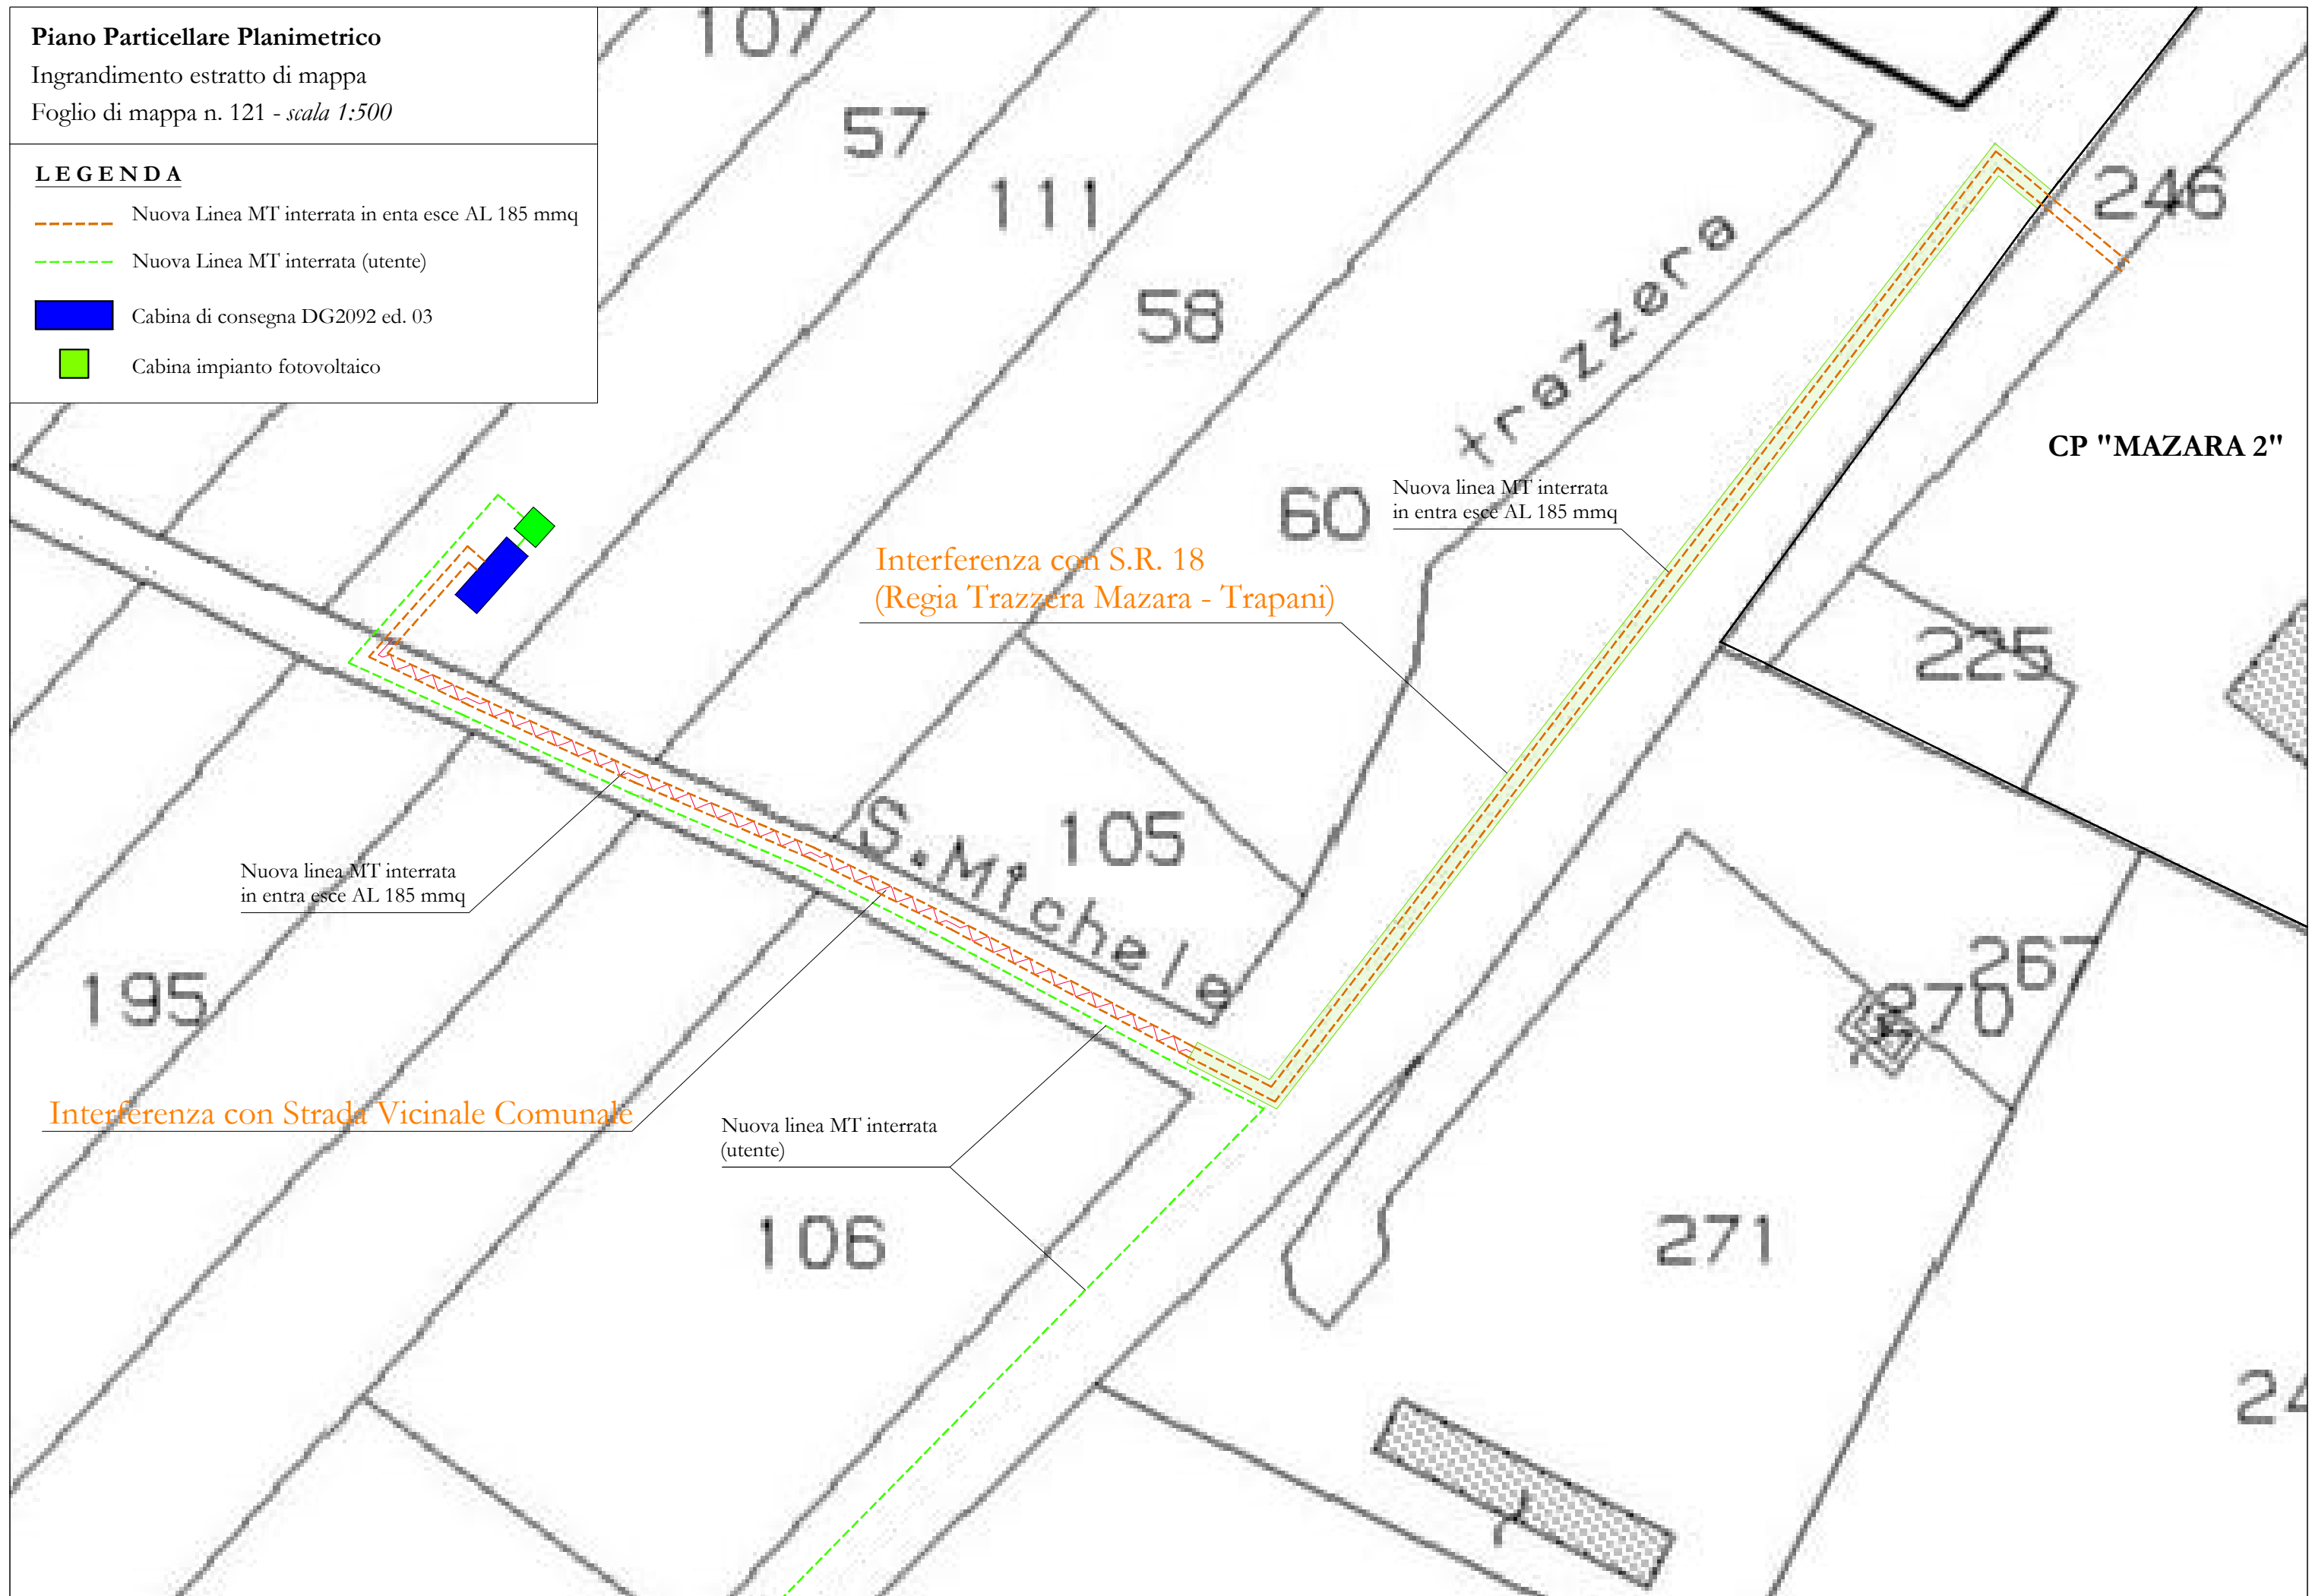 Piano Particellare Planimetrico
Ingrandimento estratto di mappa
Foglio di mappa n. 121 - scala 1:500
LEGENDA
Nuova Linea MT interrata in enta esce AL 185 mmq
Nuova Linea MT interrata (utente)
Cabina di consegna DG2092 ed. 03
Cabina impianto fotovoltaico
107
57
111
246
58
trazzera
CP "MAZARA 2"
60
Nuova linea MT interrata
in entra esce AL 185 mmq
Interferenza con S.R. 18
(Regia Trazzera Mazara - Trapani)
225
105
S.Michele
Nuova linea MT interrata
in entra esce AL 185 mmq
195
267
270
Interferenza con Strada Vicinale Comunale
Nuova linea MT interrata
(utente)
106
271